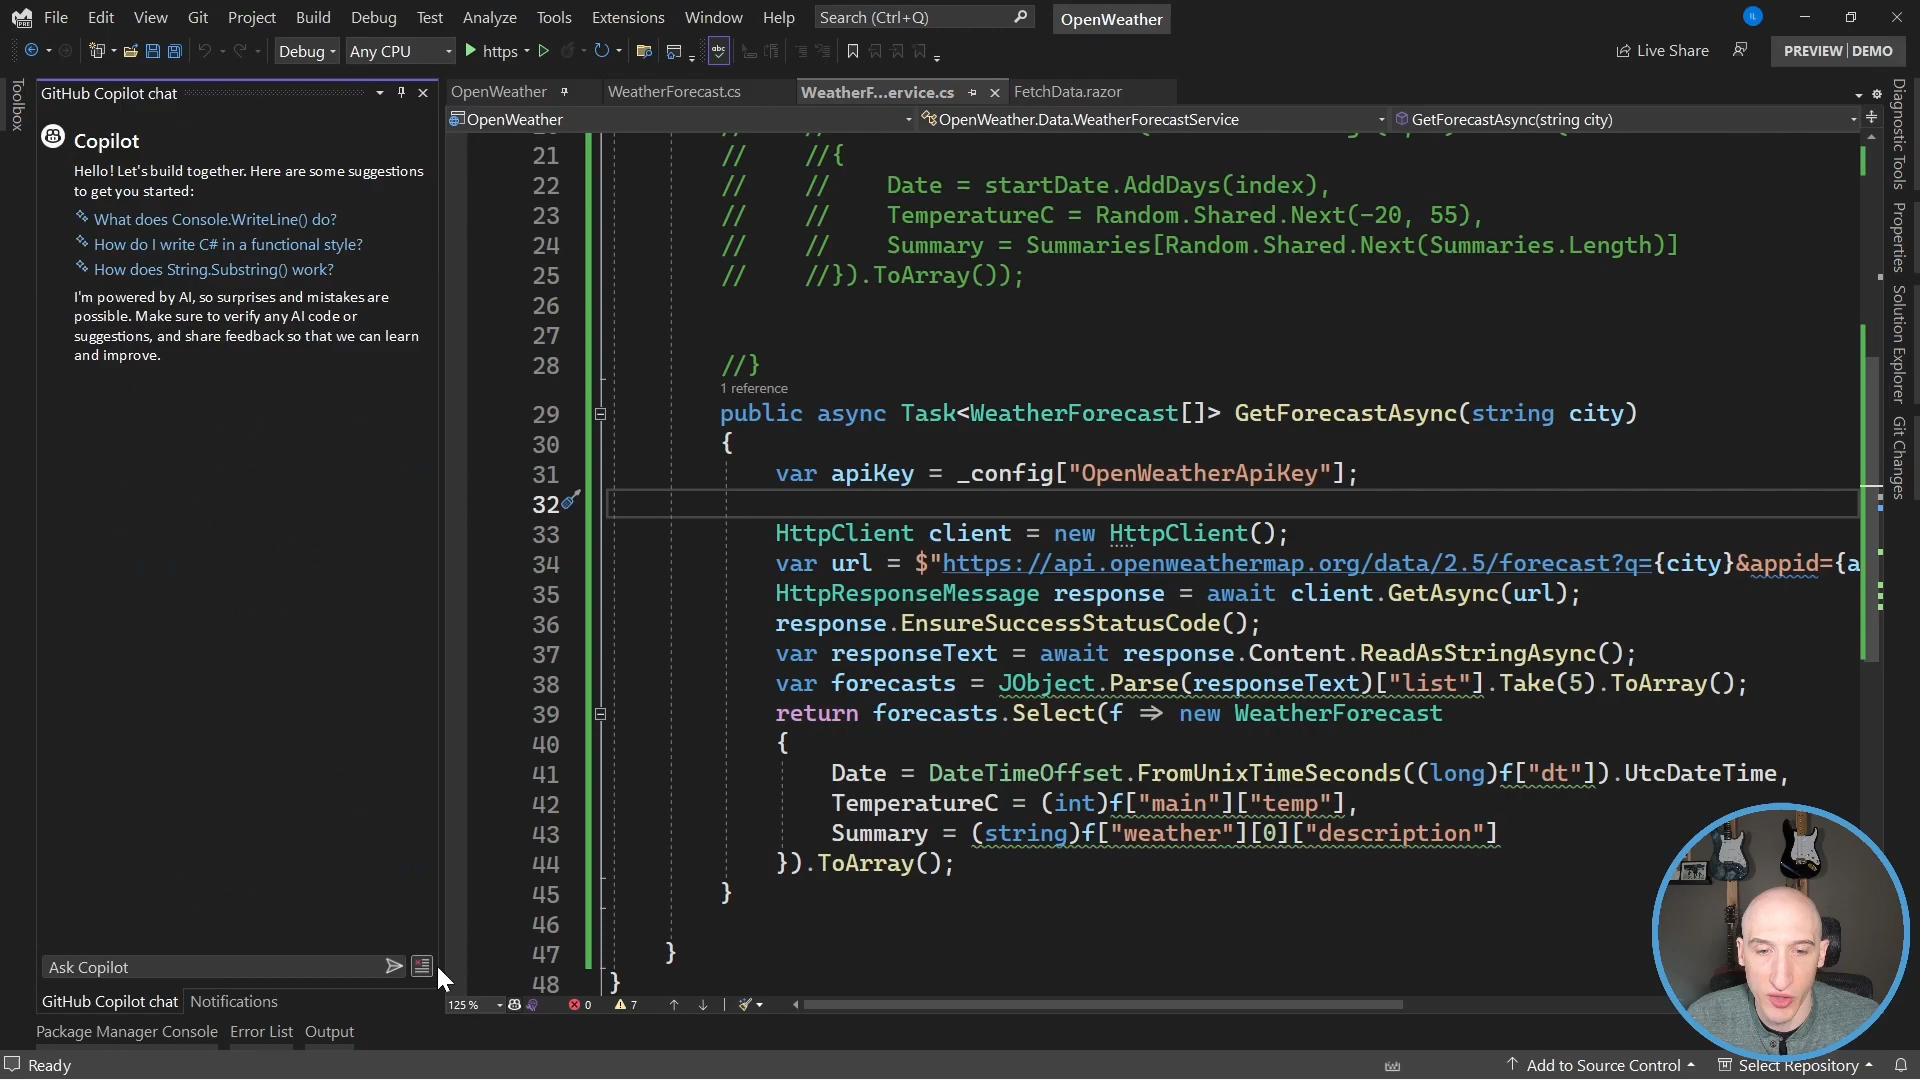 File Edit View Git Project Build Debug Test Analyze Tools Extensions Window Help Search (Ctrl+Q) OpenWeather IL
Debug Any CPU https abc Live Share PREVIEW | DEMO
Toolbox
GitHub Copilot chat
Copilot
Hello! Let's build together. Here are some suggestions
to get you started:
What does Console.WriteLine() do?
How do I write C# in a functional style?
How does String.Substring() work?
I'm powered by AI, so surprises and mistakes are
possible. Make sure to verify any AI code or
suggestions, and share feedback so that we can learn
and improve.
Ask Copilot
GitHub Copilot chat Notifications
Package Manager Console Error List Output
OpenWeather WeatherForecast.cs WeatherF...ervice.cs FetchData.razor
OpenWeather OpenWeather.Data.WeatherForecastService GetForecastAsync(string city)
21 // //{
22 // // Date = startDate.AddDays(index),
23 // // TemperatureC = Random.Shared.Next(-20, 55),
24 // // Summary = Summaries[Random.Shared.Next(Summaries.Length)]
25 // //}).ToArray());
26
27
28 //}
1 reference
29 public async Task<WeatherForecast[]> GetForecastAsync(string city)
30 {
31 var apiKey = _config["OpenWeatherApiKey"];
32
33 HttpClient client = new HttpClient();
34 var url = $"https://api.openweathermap.org/data/2.5/forecast?q={city}&appid={a
35 HttpResponseMessage response = await client.GetAsync(url);
36 response.EnsureSuccessStatusCode();
37 var responseText = await response.Content.ReadAsStringAsync();
38 var forecasts = JObject.Parse(responseText)["list"].Take(5).ToArray();
39 return forecasts.Select(f => new WeatherForecast
40 {
41 Date = DateTimeOffset.FromUnixTimeSeconds((long)f["dt"]).UtcDateTime,
42 TemperatureC = (int)f["main"]["temp"],
43 Summary = (string)f["weather"][0]["description"]
44 }).ToArray();
45 }
46
47 }
48 }
125 % 0 7
Diagnostic Tools
Properties
Solution Explorer
Git Changes
Ready Add to Source Control Select Repository